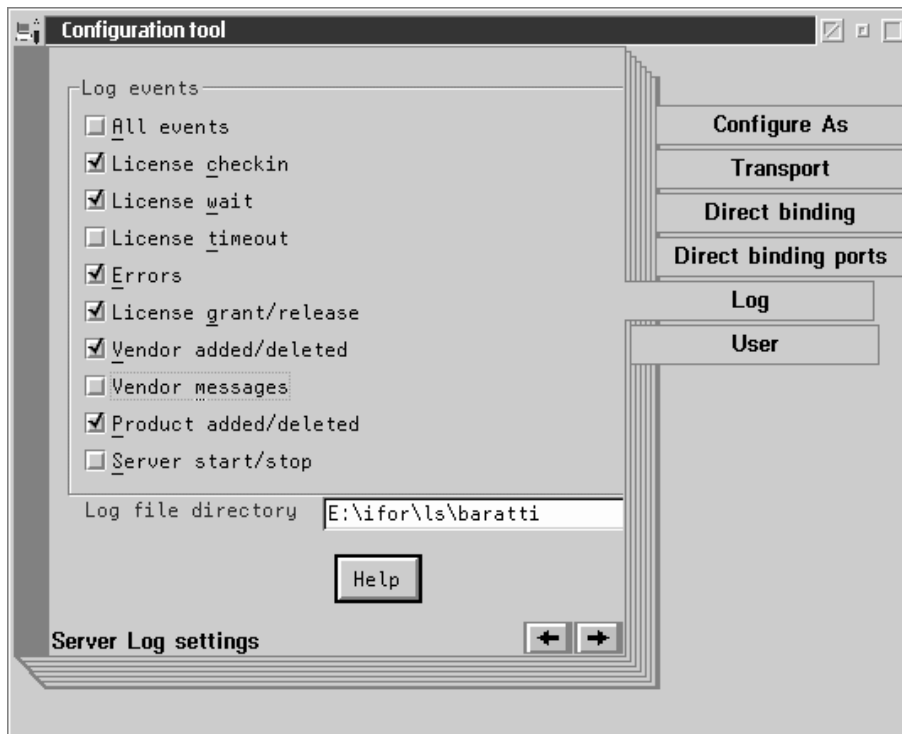 Configuration tool
Log events
All events
License checkin
License wait
License timeout
Errors
License grant/release
Vendor added/deleted
Vendor messages
Product added/deleted
Server start/stop
Log file directory E:\ifor\ls\baratti
Help
Server Log settings
Configure As
Transport
Direct binding
Direct binding ports
Log
User